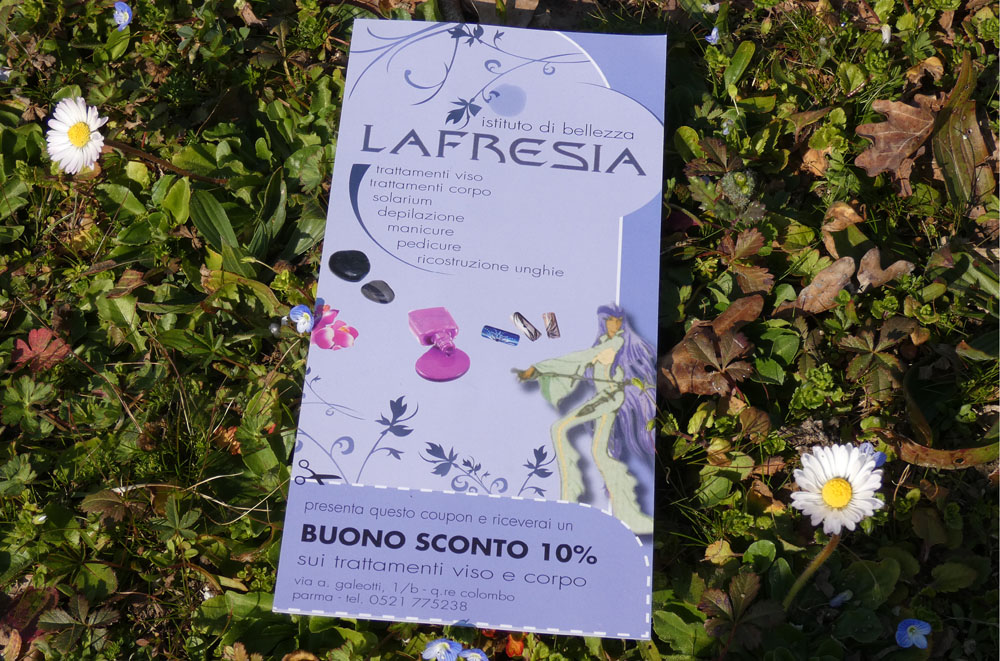 istituto di bellezza
LAFRESIA
trattamenti viso
trattamenti corpo
solarium
depilazione
manicure
pedicure
ricostruzione unghie
presenta questo coupon e riceverai un
BUONO SCONTO 10%
sui trattamenti viso e corpo
via a. galeotti, 1/b - q.re colombo
parma - tel. 0521 775238